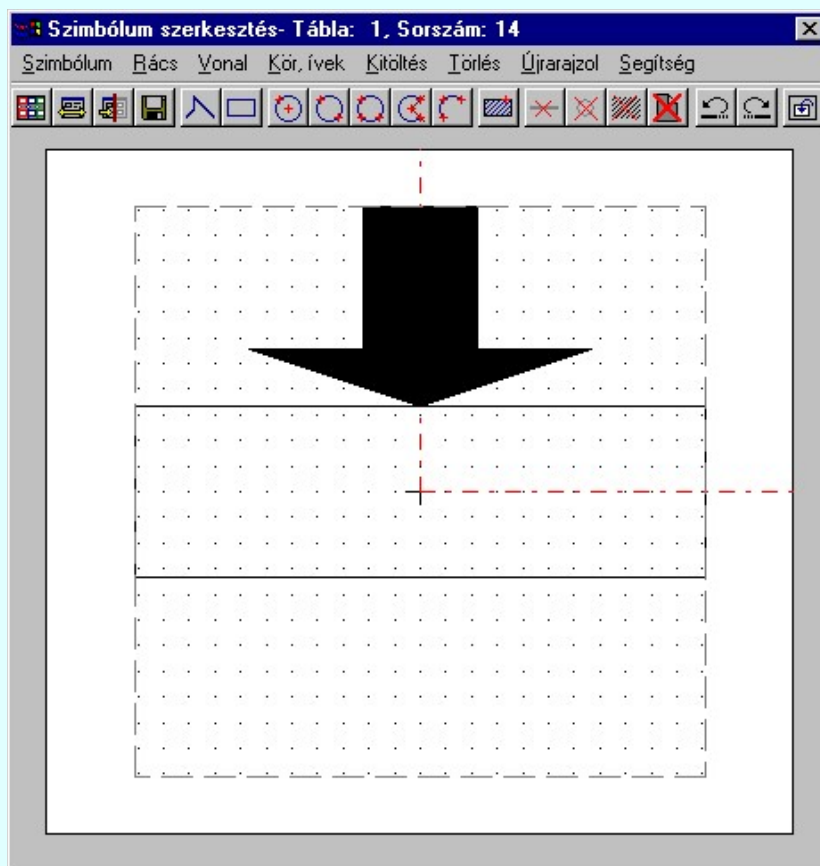 Szimbólum szerkesztés- Tábla: 1, Sorszám: 14
Szimbólum Rács Vonal Kör, ívek Kitöltés Törlés Újrarajzol Segítség